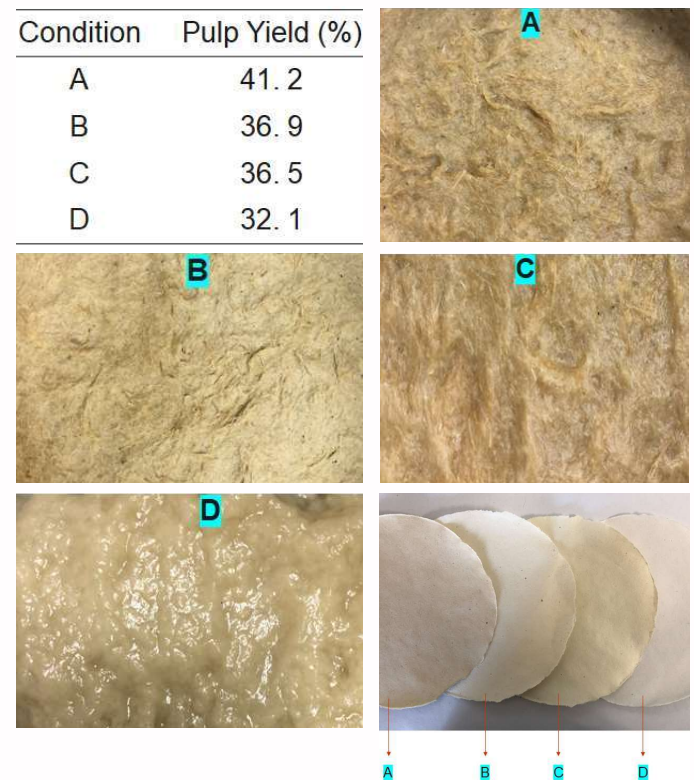 Condition Pulp Yield (%)
A 41. 2
B 36. 9
C 36. 5
D 32. 1
A
B
C
D
A B C D